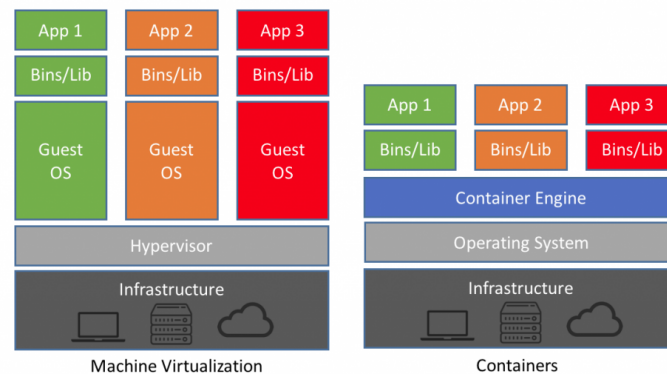 App 1
App 2
App 3
Bins/Lib
Bins/Lib
Bins/Lib
Guest
OS
Guest
OS
Guest
OS
Hypervisor
Infrastructure
Machine Virtualization
App 1
App 2
App 3
Bins/Lib
Bins/Lib
Bins/Lib
Container Engine
Operating System
Infrastructure
Containers